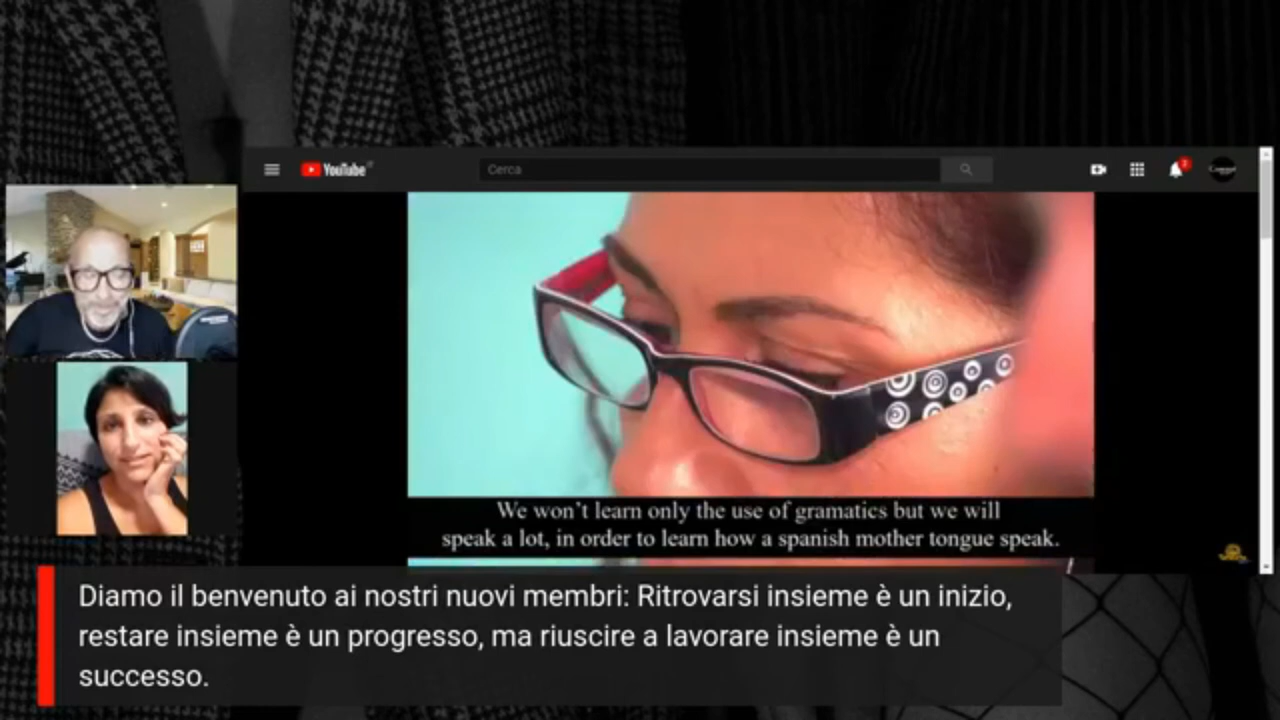 YouTube
Cerca
2
We won't learn only the use of gramatics but we will
speak a lot, in order to learn how a spanish mother tongue speak.
Diamo il benvenuto ai nostri nuovi membri: Ritrovarsi insieme è un inizio,
restare insieme è un progresso, ma riuscire a lavorare insieme è un
successo.